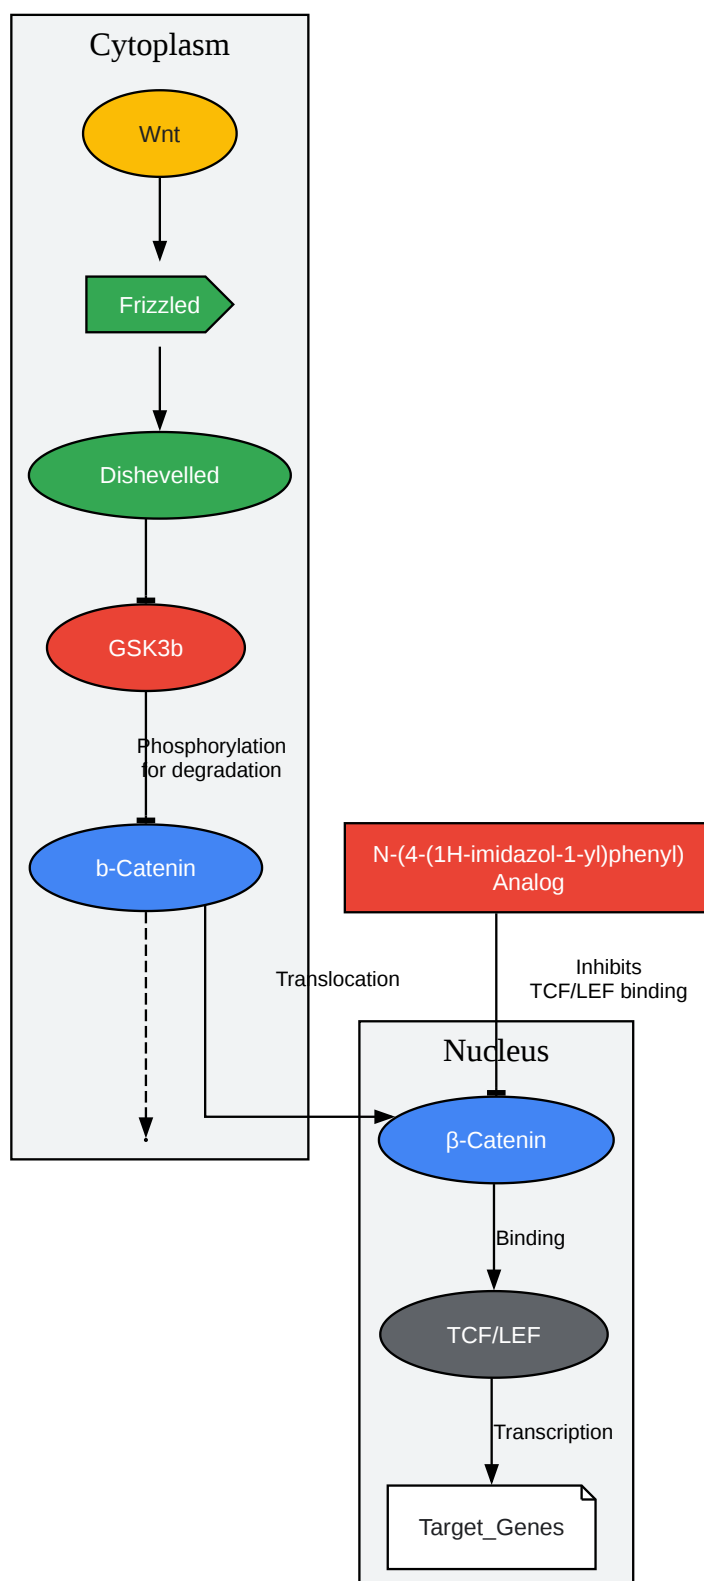 Cytoplasm
Wnt
Frizzled
Dishevelled
GSK3b
Phosphorylation
for degradation
b-Catenin
N-(4-(1H-imidazol-1-yl)phenyl)
Analog
Translocation
Inhibits
TCF/LEF binding
Nucleus
β-Catenin
Binding
TCF/LEF
Transcription
Target_Genes